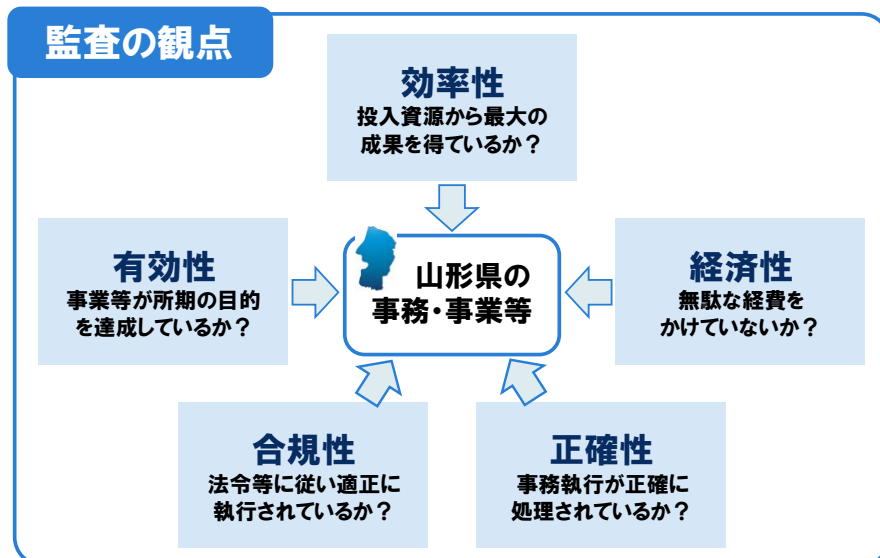 監査の観点
効率性
投入資源から最大の
成果を得ているか？
有効性
事業等が所期の目的
を達成しているか？
山形県の
事務・事業等
経済性
無駄な経費を
かけていないか？
合規性
法令等に従い適正に
執行されているか？
正確性
事務執行が正確に
処理されているか？